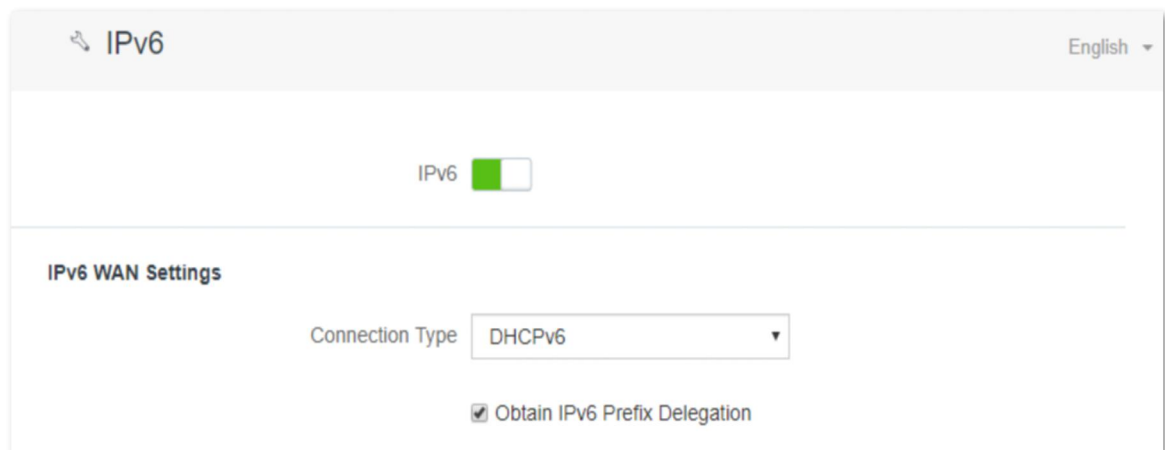 IPv6
English
IPv6
IPv6 WAN Settings
Connection Type DHCPv6
Obtain IPv6 Prefix Delegation